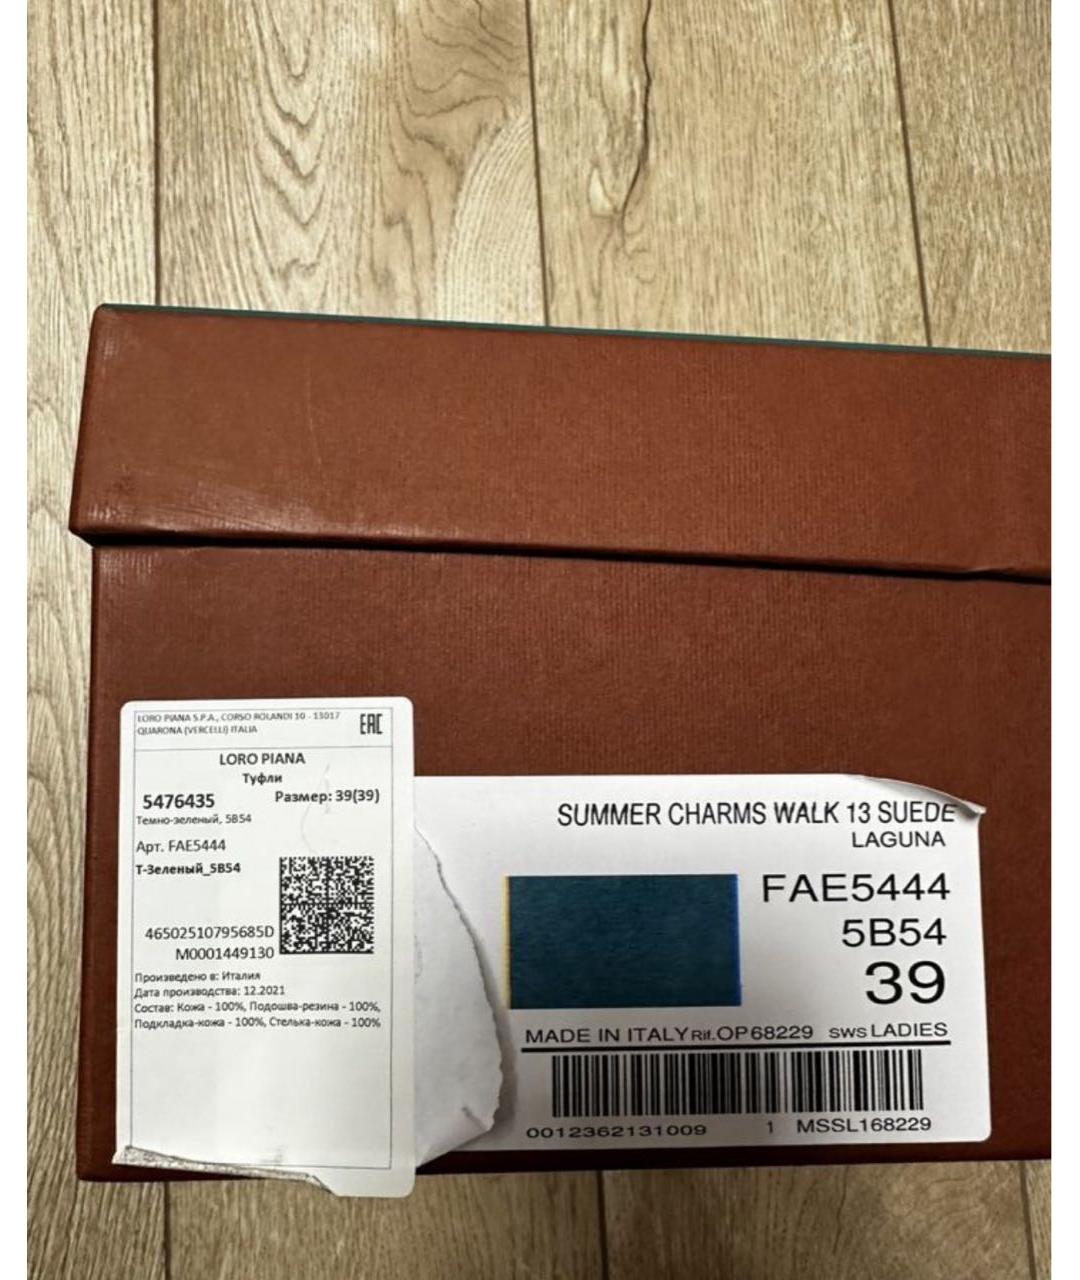 LORO PIANA S.P.A., CORSO ROLANDI 10 - 13017
QUARONA (VERCELLI) ITALIA
EAC
LORO PIANA
Туфли
5476435
Размер: 39(39)
Темно-зеленый, 5B54
Арт. FAE5444
Т-Зеленый_5B54
46502510795685D
M0001449130
Произведено в: Италия
Дата производства: 12.2021
Состав: Кожа - 100%, Подошва-резина - 100%,
Подкладка-кожа - 100%, Стелька-кожа - 100%
SUMMER CHARMS WALK 13 SUEDE
LAGUNA
FAE5444
5B54
39
MADE IN ITALY Rif.OP68229 sws LADIES
0012362131009 1 MSSL168229